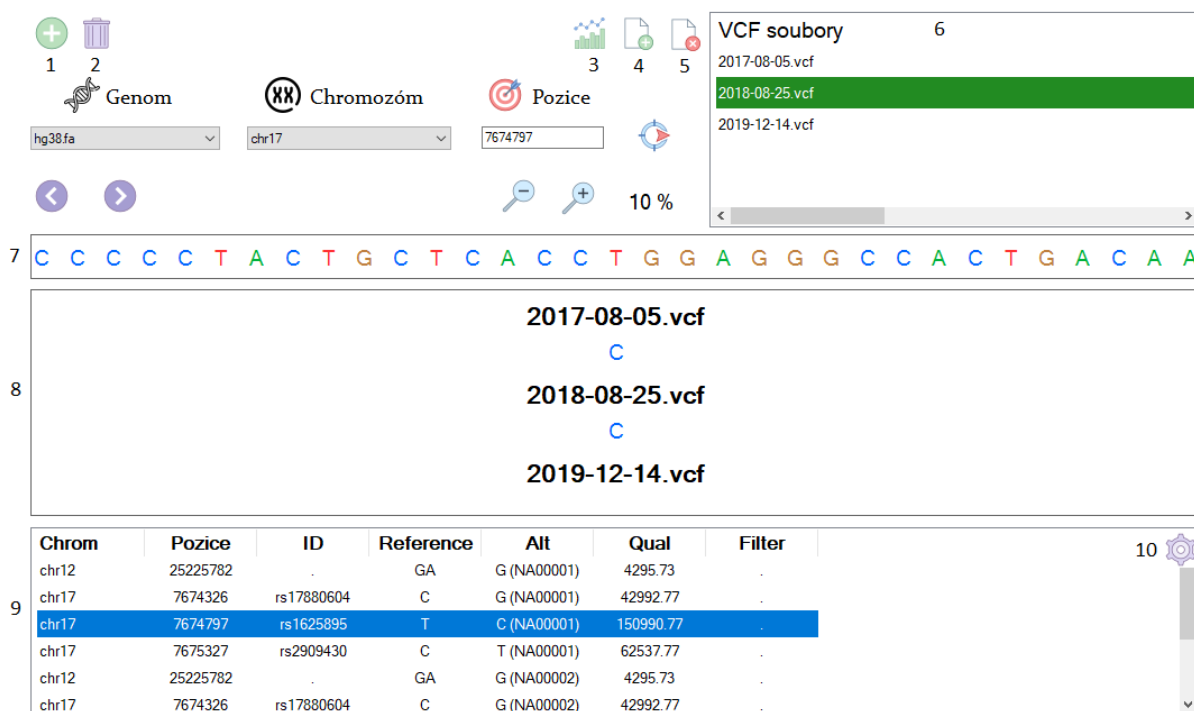 1 2 3 4 5
Genom Chromozóm Pozice
hg38.fa chr17 7674797
10 %
VCF soubory 6
2017-08-05.vcf
2018-08-25.vcf
2019-12-14.vcf
7 C C C C C T A C T G C T C A C C T G G A G G G C C A C T G A C A A
2017-08-05.vcf
C
8 2018-08-25.vcf
C
2019-12-14.vcf
Chrom Pozice ID Reference Alt Qual Filter 10
chr12 25225782 . GA G (NA00001) 4295.73 .
9 chr17 7674326 rs17880604 C G (NA00001) 42992.77 .
chr17 7674797 rs1625895 T C (NA00001) 150990.77 .
chr17 7675327 rs2909430 C T (NA00001) 62537.77 .
chr12 25225782 . GA G (NA00002) 4295.73 .
chr17 7674326 rs17880604 C G (NA00002) 42992.77 .